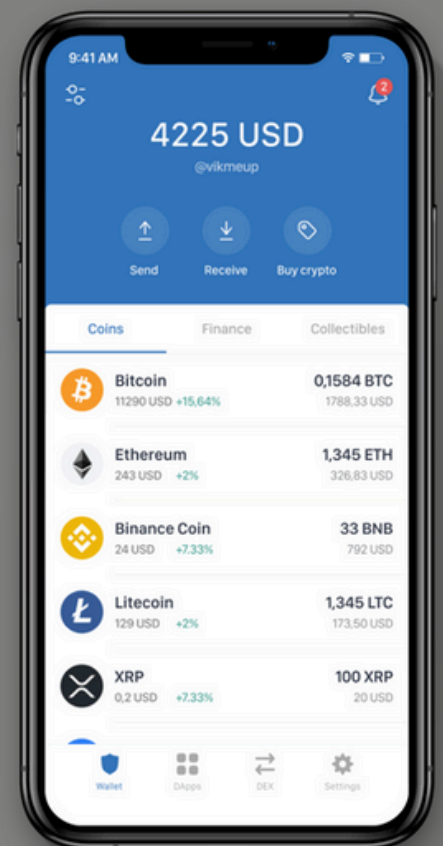 9:41 AM
2
4225 USD
@vikmeup
Send Receive Buy crypto
Coins Finance Collectibles
Bitcoin 0,1584 BTC
11290 USD +15,64% 1788,33 USD
Ethereum 1,345 ETH
243 USD +2% 326,83 USD
Binance Coin 33 BNB
24 USD +7.33% 792 USD
Litecoin 1,345 LTC
129 USD +2% 173,50 USD
XRP 100 XRP
0,2 USD +7.33% 20 USD
Wallet DApps DEX Settings